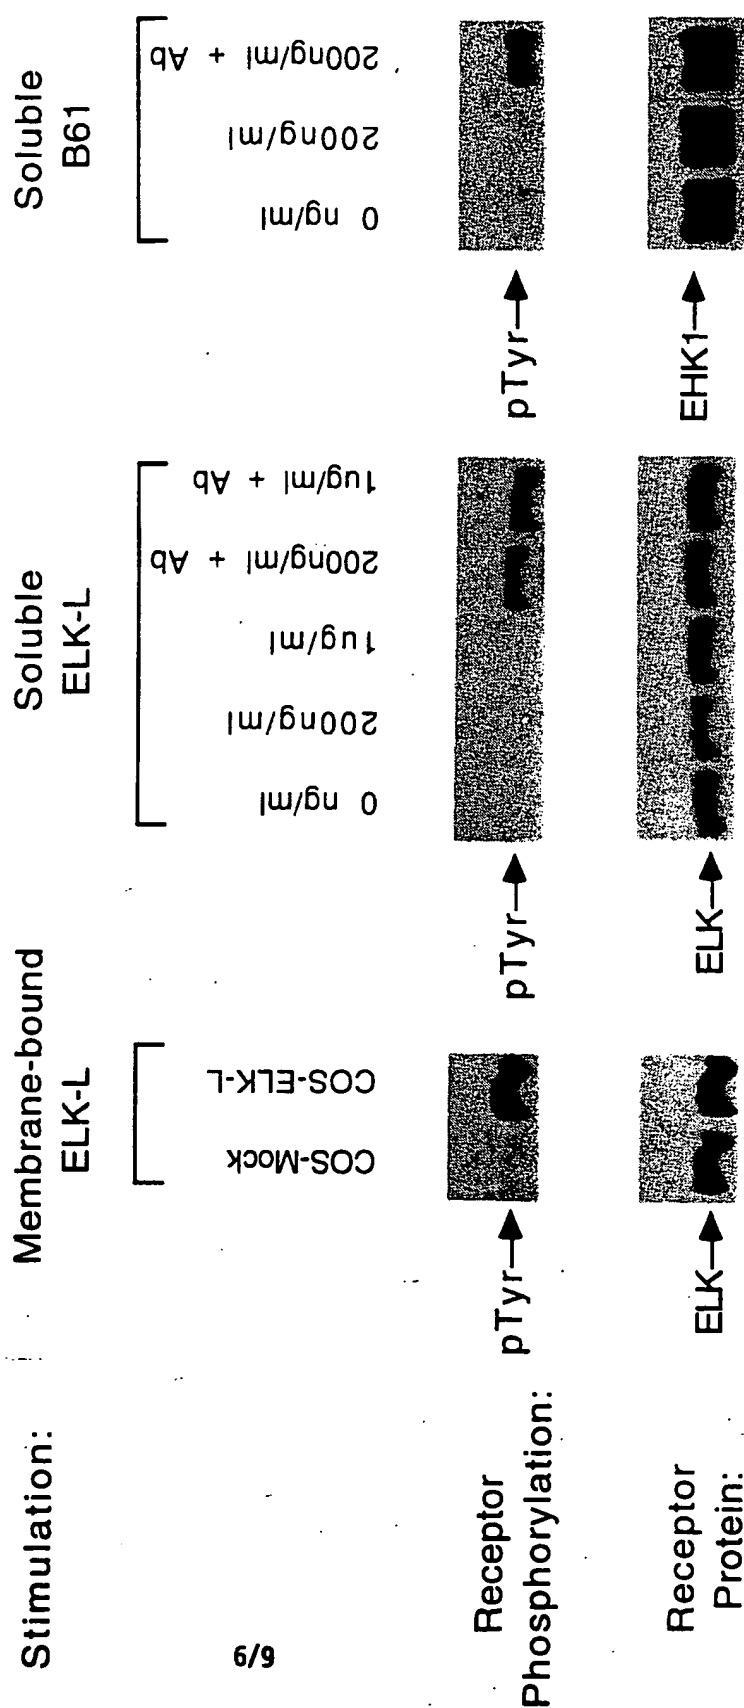 Stimulation:
Membrane-bound
ELK-L
COS-Mock
COS-ELK-L
Soluble
ELK-L
0 ng/ml
200ng/ml
1ug/ml
200ng/ml + Ab
1ug/ml + Ab
Soluble
B61
0 ng/ml
200ng/ml
200ng/ml + Ab
6/9
Receptor
Phosphorylation:
pTyr
pTyr
pTyr
Receptor
Protein:
ELK
ELK
EHK1